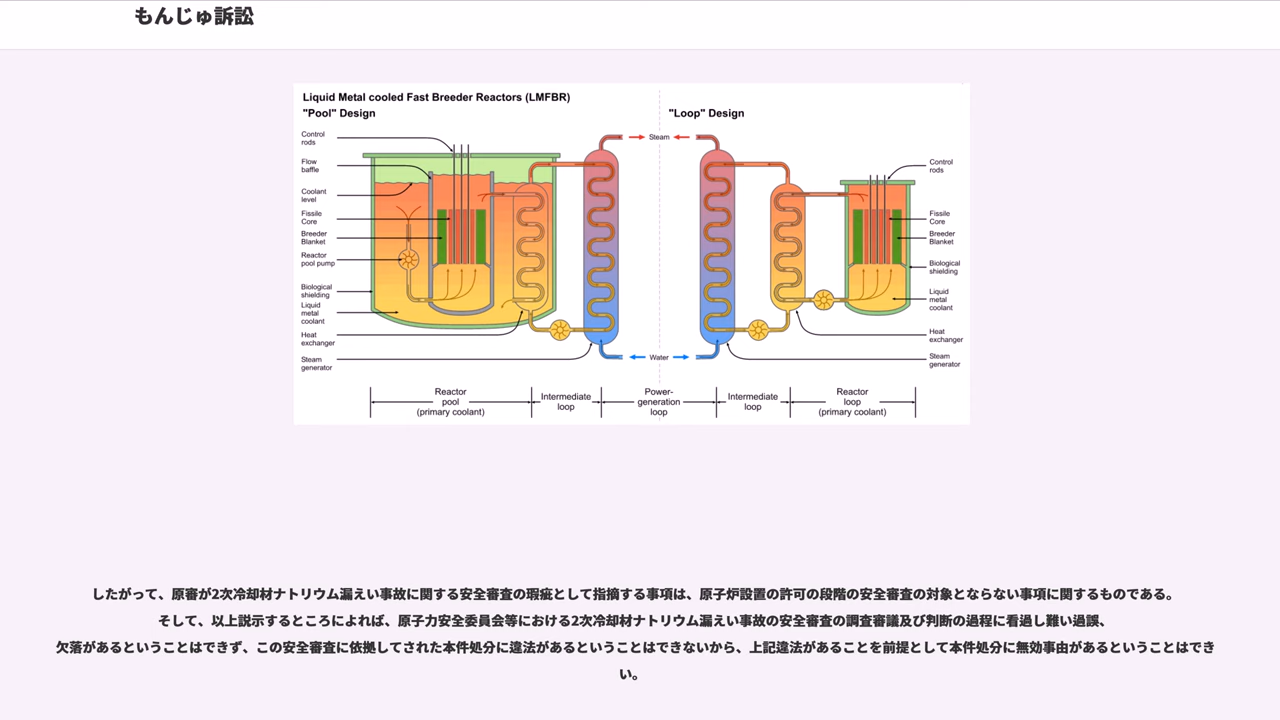 もんじゅ訴訟
Liquid Metal cooled Fast Breeder Reactors (LMFBR)
"Pool" Design
"Loop" Design
Control
rods
Flow
baffle
Coolant
level
Fissile
Core
Breeder
Blanket
Reactor
pool pump
Biological
shielding
Liquid
metal
coolant
Heat
exchanger
Steam
generator
Steam
Water
Control
rods
Fissile
Core
Breeder
Blanket
Biological
shielding
Liquid
metal
coolant
Heat
exchanger
Steam
generator
Reactor
pool
(primary coolant)
Intermediate
loop
Power-
generation
loop
Intermediate
loop
Reactor
loop
(primary coolant)
したがって、原審が2次冷却材ナトリウム漏えい事故に関する安全審査の瑕疵として指摘する事項は、原子炉設置の許可の段階の安全審査の対象とならない事項に関するものである。
そして、以上説示するところによれば、原子力安全委員会等における2次冷却材ナトリウム漏えい事故の安全審査の調査審議及び判断の過程に看過し難い過誤、
欠落があるということはできず、この安全審査に依拠してされた本件処分に違法があるということはできないから、上記違法があることを前提として本件処分に無効事由があるということはでき
い。